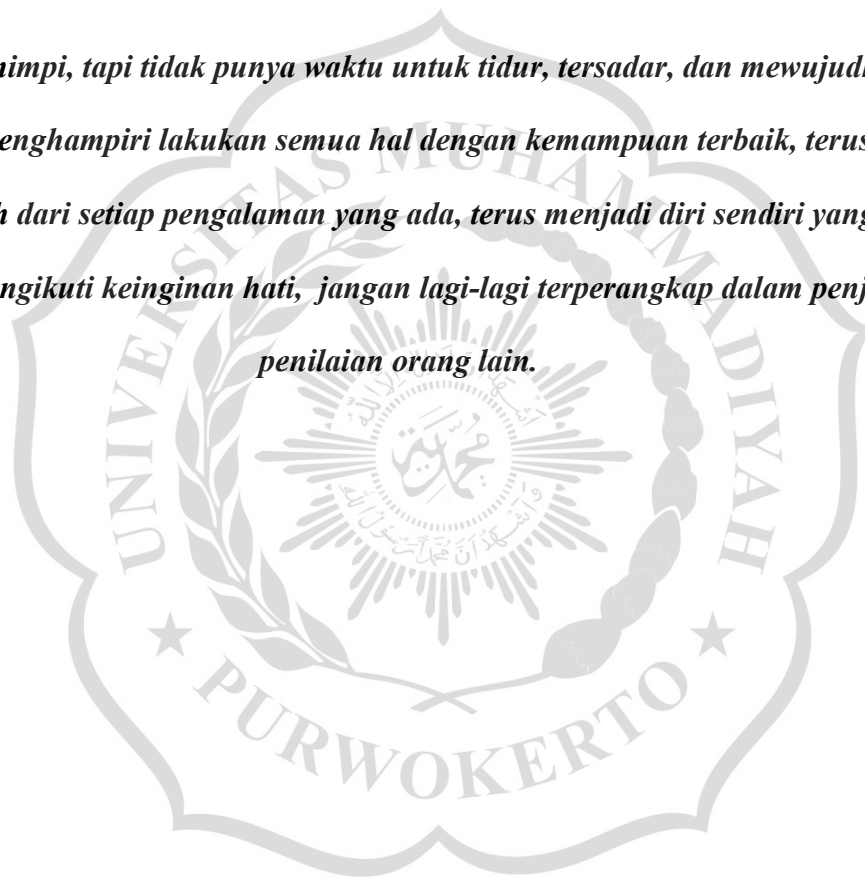 nimpi, tapi tidak punya waktu untuk tidur, tersadar, dan mewujudk
enghampiri lakukan semua hal dengan kemampuan terbaik, terus
h dari setiap pengalaman yang ada, terus menjadi diri sendiri yang
ngikuti keinginan hati, jangan lagi-lagi terperangkap dalam penj
penilaian orang lain.
UNIVERSITAS MUHAMMADIYAH
PURWOKERTO